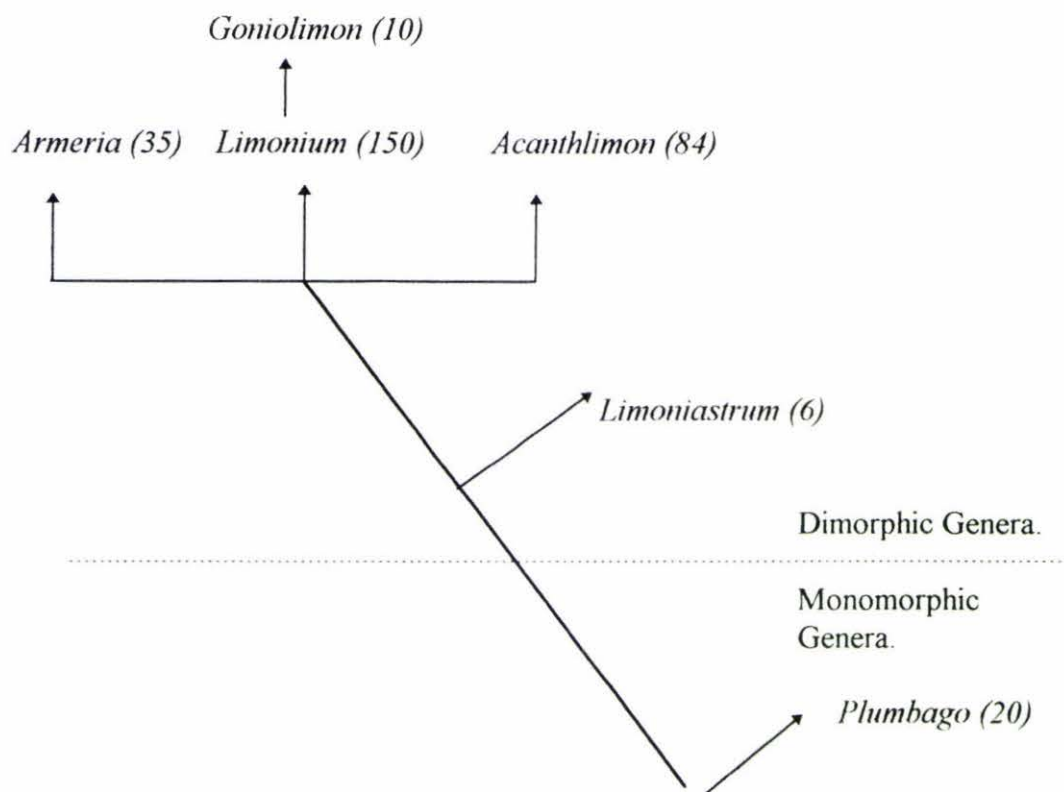 Goniolimon (10)
Armeria (35) Limonium (150) Acanthlimon (84)
Limoniastrum (6)
Dimorphic Genera.
Monomorphic
Genera.
Plumbago (20)